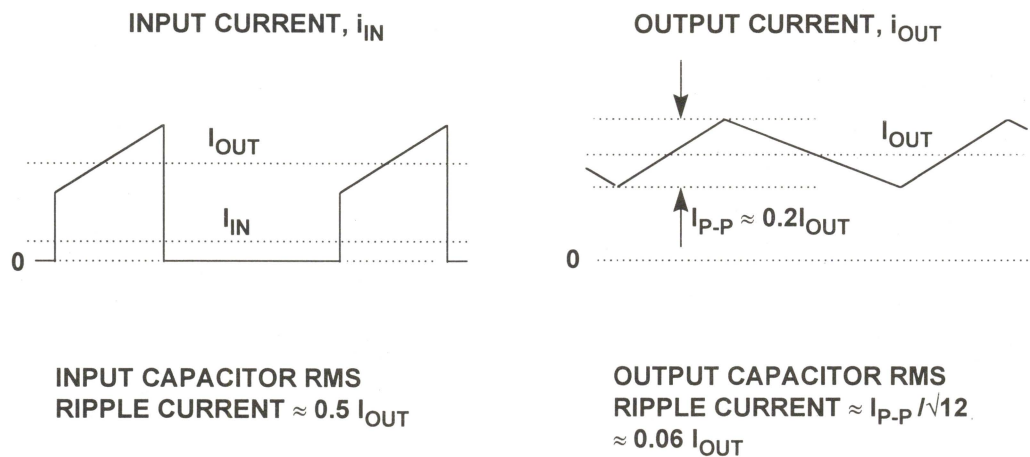 INPUT CURRENT, iIN
OUTPUT CURRENT, iOUT
IOUT
IIN
0
IOUT
IP-P ≈ 0.2IOUT
0
INPUT CAPACITOR RMS
RIPPLE CURRENT ≈ 0.5 IOUT
OUTPUT CAPACITOR RMS
RIPPLE CURRENT ≈ IP-P /√12
≈ 0.06 IOUT